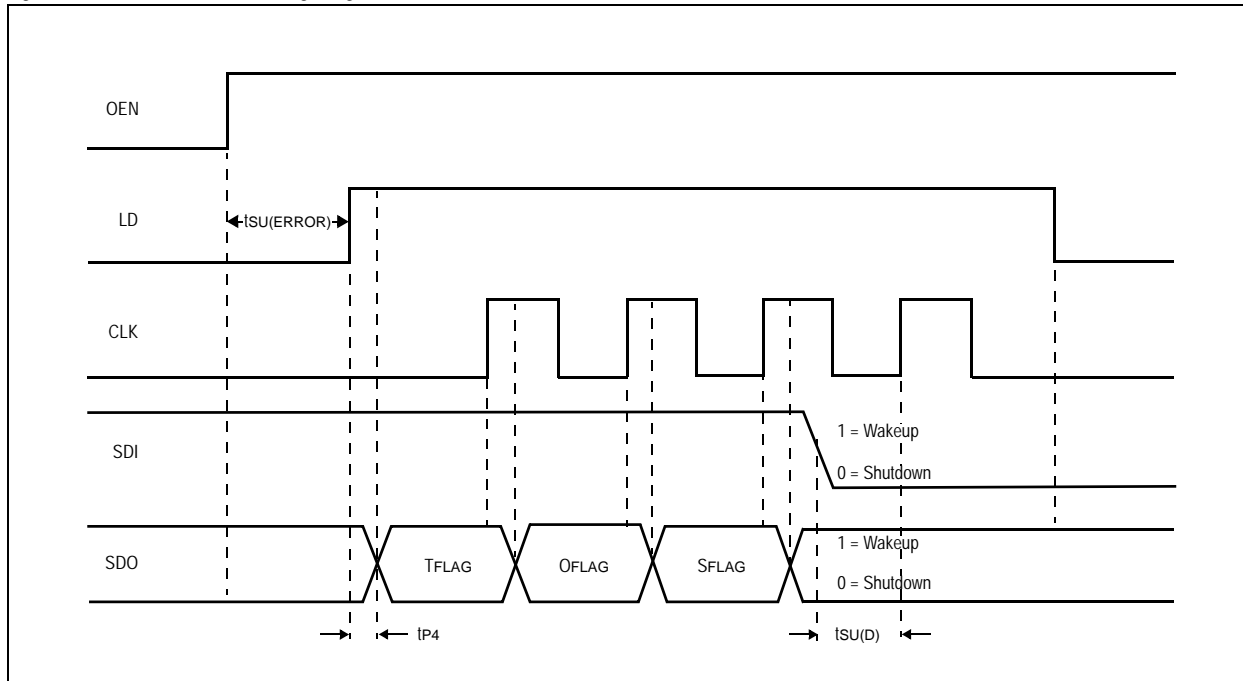 OEN
LD
tSU(ERROR)
CLK
SDI
1 = Wakeup
0 = Shutdown
SDO
TFLAG
OFLAG
SFLAG
1 = Wakeup
0 = Shutdown
tP4
tSU(D)